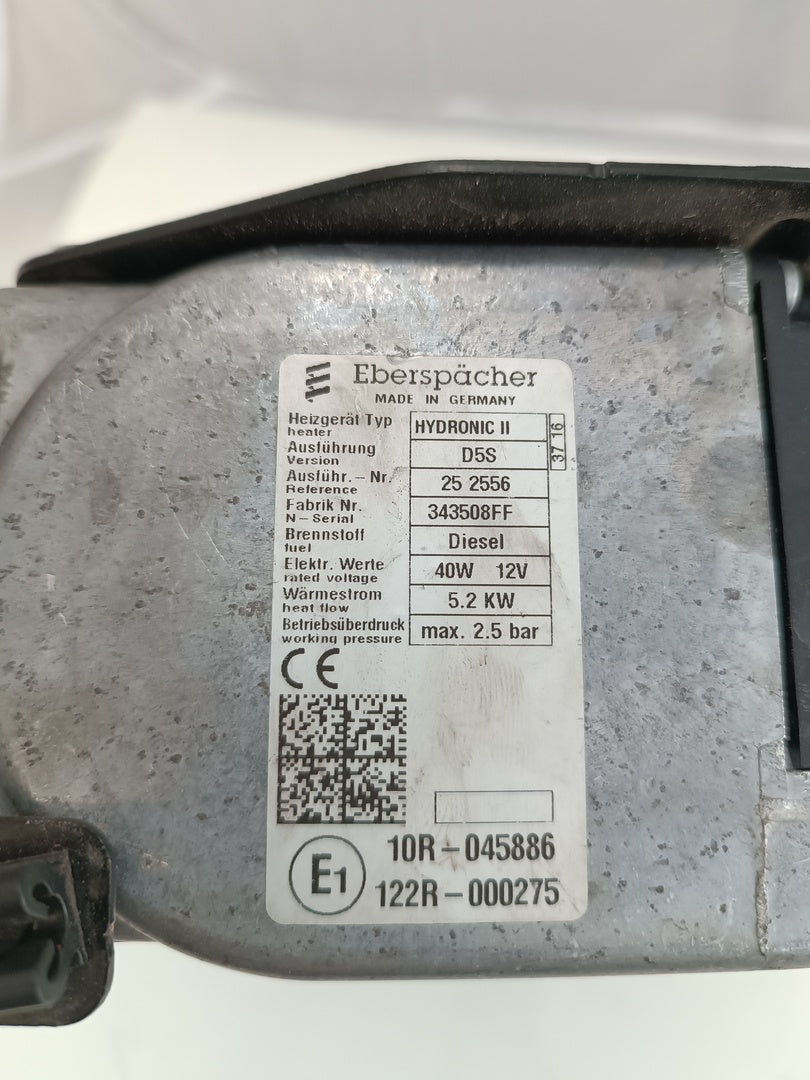 Eberspächer
MADE IN GERMANY
Heizgerät Typ HYDRONIC II 37 16
heater
Ausführung D5S
Version
Ausführ. - Nr. 25 2556
Reference
Fabrik Nr. 343508FF
N - Serial
Brennstoff Diesel
fuel
Elektr. Werte 40W 12V
rated voltage
Wärmestrom 5.2 KW
heat flow
Betriebsüberdruck max. 2.5 bar
working pressure
CE
E1 10R - 045886
122R - 000275